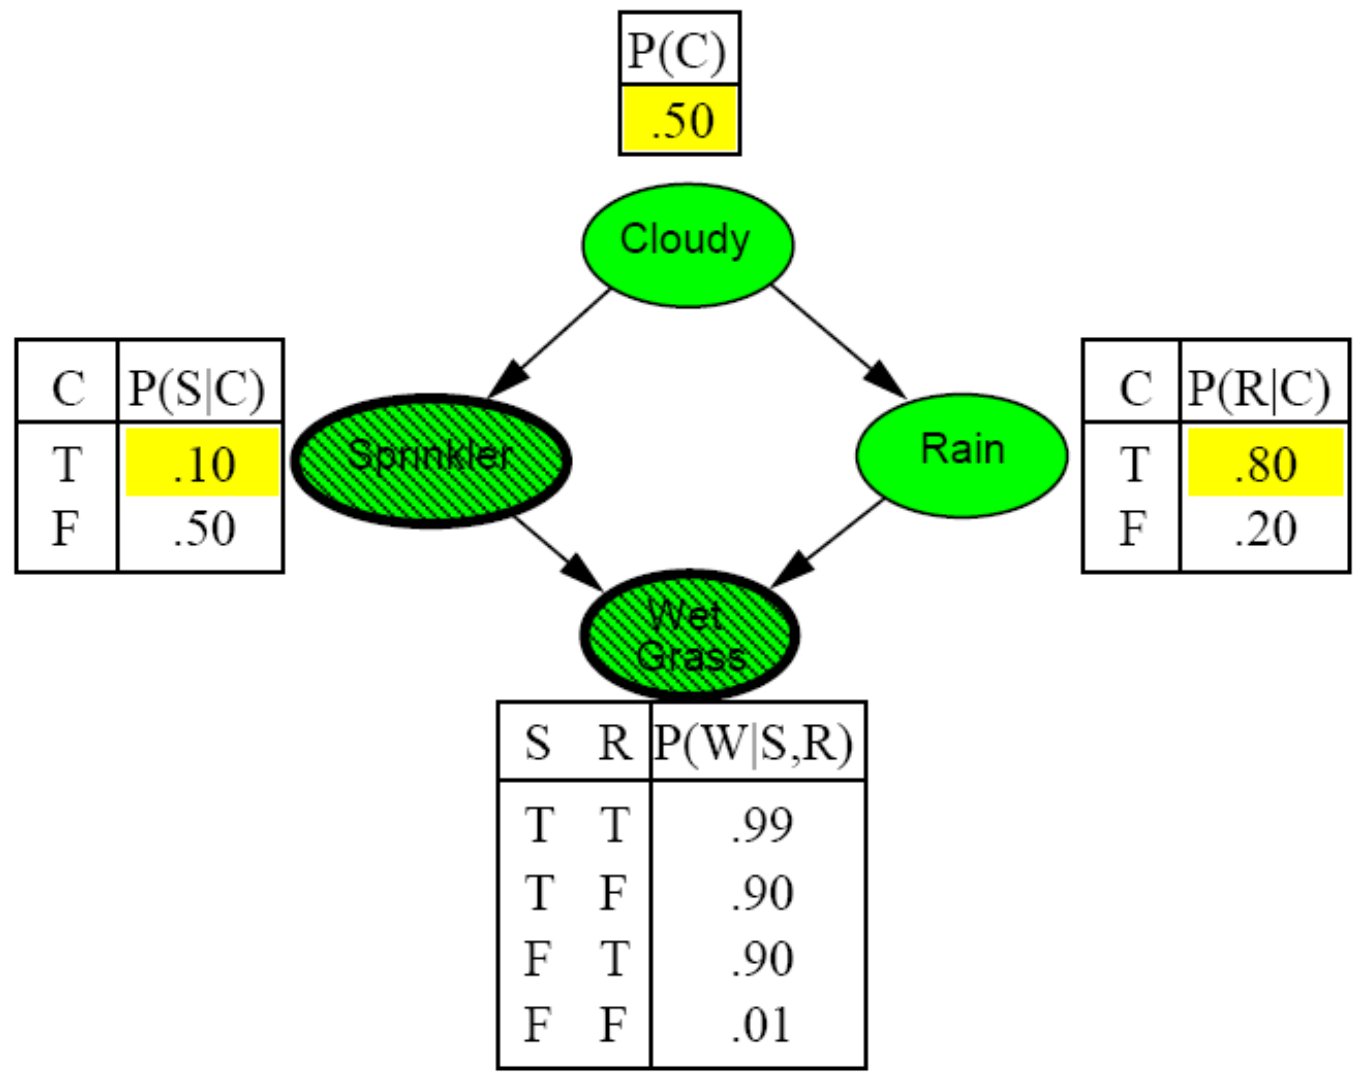 P(C)
.50
Cloudy
C P(S|C)
T .10
F .50
Sprinkler
Rain
C P(R|C)
T .80
F .20
Wet
Grass
S R P(W|S,R)
T T .99
T F .90
F T .90
F F .01